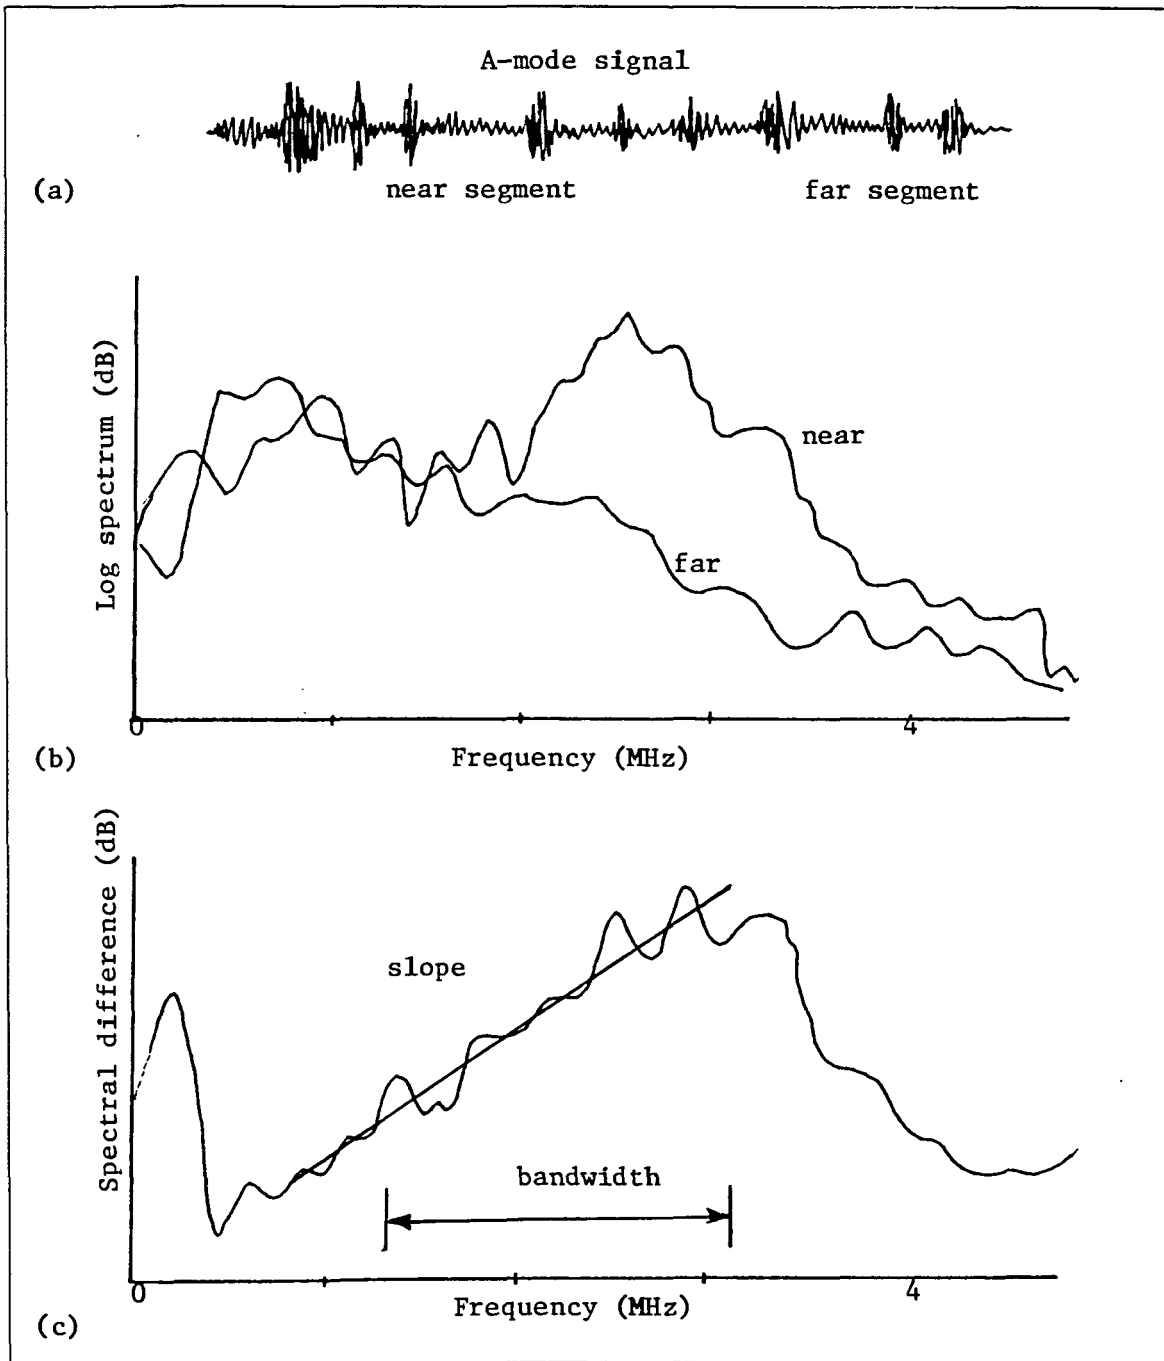 A-mode signal
(a)
near segment
far segment
Log spectrum (dB)
near
far
0
4
Frequency (MHz)
(b)
Spectral difference (dB)
slope
bandwidth
0
4
Frequency (MHz)
(c)